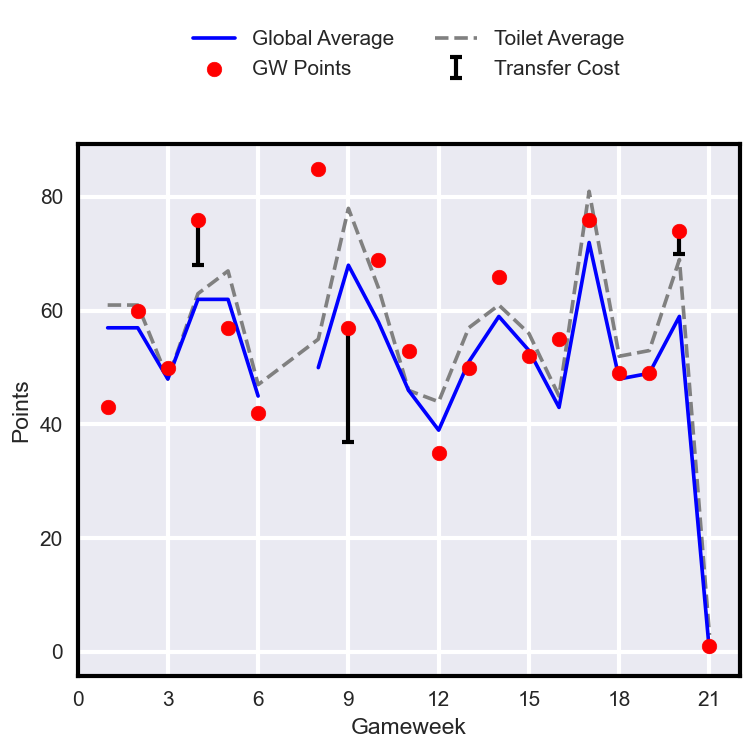 Global Average
GW Points
Toilet Average
Transfer Cost
Points
80
60
40
20
0
0 3 6 9 12 15 18 21
Gameweek